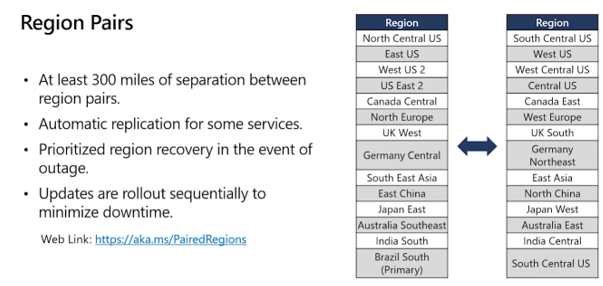 Region Pairs
• At least 300 miles of separation between
region pairs.
• Automatic replication for some services.
• Prioritized region recovery in the event of
outage.
• Updates are rollout sequentially to
minimize downtime.
Web Link: https://aka.ms/PairedRegions
Region
North Central US
East US
West US 2
US East 2
Canada Central
North Europe
UK West
Germany Central
South East Asia
East China
Japan East
Australia Southeast
India South
Brazil South
(Primary)
Region
South Central US
West US
West Central US
Central US
Canada East
West Europe
UK South
Germany
Northeast
East Asia
North China
Japan West
Australia East
India Central
South Central US